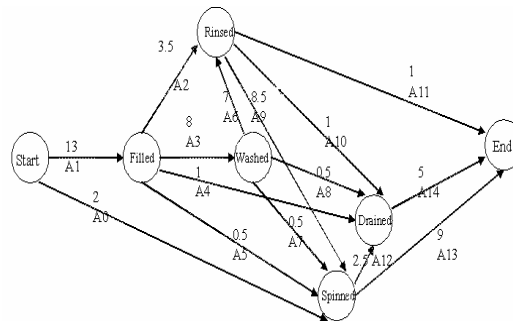 Rinsed
3.5
A2
1
A11
7
A6
8.5
A9
8
A3
1
A10
13
A1
Start
Filled
Washed
End
1
A4
0.5
A8
5
A14
2
A0
0.5
A5
0.5
A7
Drained
9
A13
2.5 A12
Spinned